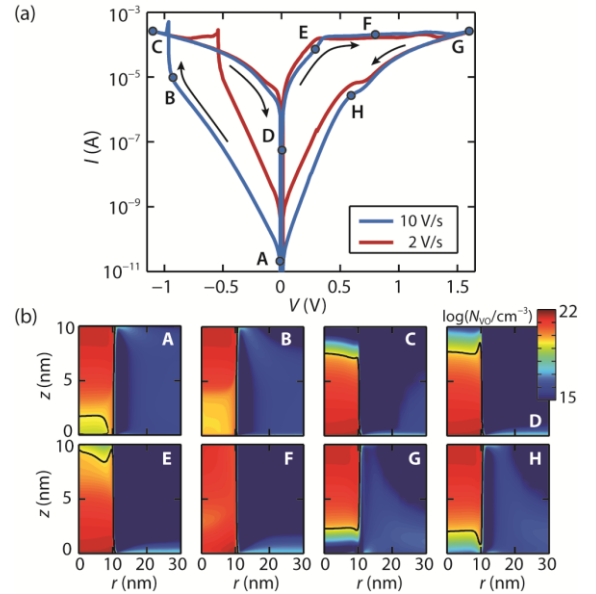 (a)
10⁻³
10⁻⁵
10⁻⁷
10⁻⁹
10⁻¹¹
I (A)
C
B
D
A
E
F
G
H
10 V/s
2 V/s
−1
−0.5
0
0.5
1
1.5
V (V)
(b)
log(N_VO/cm⁻³)
22
15
z (nm)
10
5
0
A
B
C
D
z (nm)
10
5
0
E
F
G
H
0 10 20 30
0 10 20 30
0 10 20 30
0 10 20 30
r (nm)
r (nm)
r (nm)
r (nm)